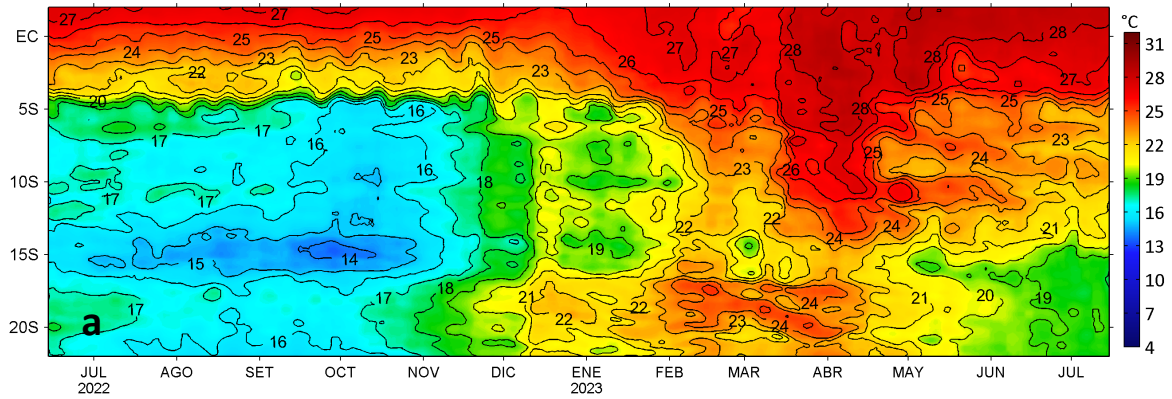 °C
31
28
25
22
19
16
13
10
7
4
EC
5S
10S
15S
20S
27 27 25 25 25 24 23 23 22 20
26 27 27 28 28 28 27
23 25 28 25 25 23
16 17 17 16 16 18 23 26 25 24
17 17 19 22 22 24 24 21
15 14
17 17 18 21 22 22 24 23 24 21 20 19
16
a
JUL AGO SET OCT NOV DIC ENE FEB MAR ABR MAY JUN JUL
2022 2023